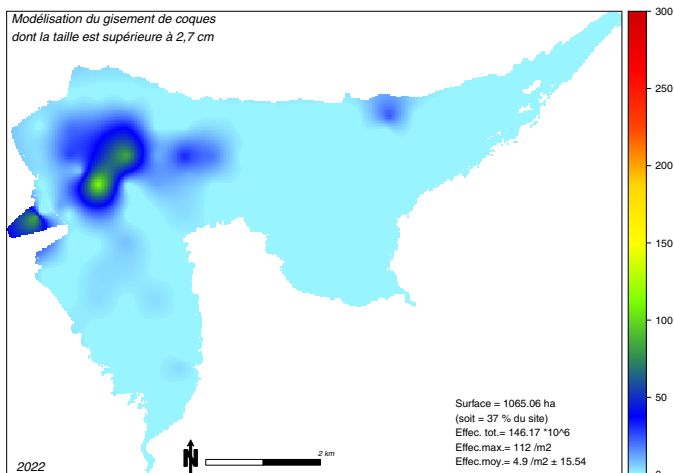 Modélisation du gisement de coques
dont la taille est supérieure à 2,7 cm
300
250
200
150
100
50
0
Surface = 1065.06 ha
(soit = 37 % du site)
Effec. tot.= 146.17 *10^6
Effec.max.= 112 /m2
Effec.moy.= 4.9 /m2 ± 15.54
2022
N
2 km